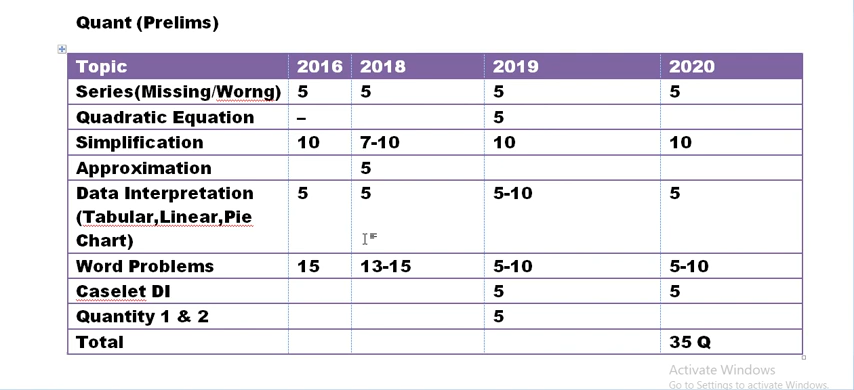 Quant (Prelims)
Topic 2016 2018 2019 2020
Series(Missing/Worng) 5 5 5 5
Quadratic Equation – 5
Simplification 10 7-10 10 10
Approximation 5
Data Interpretation 5 5 5-10 5
(Tabular,Linear,Pie
Chart)
Word Problems 15 13-15 5-10 5-10
Caselet DI 5 5
Quantity 1 & 2 5
Total 35 Q
Activate Windows
Go to Settings to activate Windows.